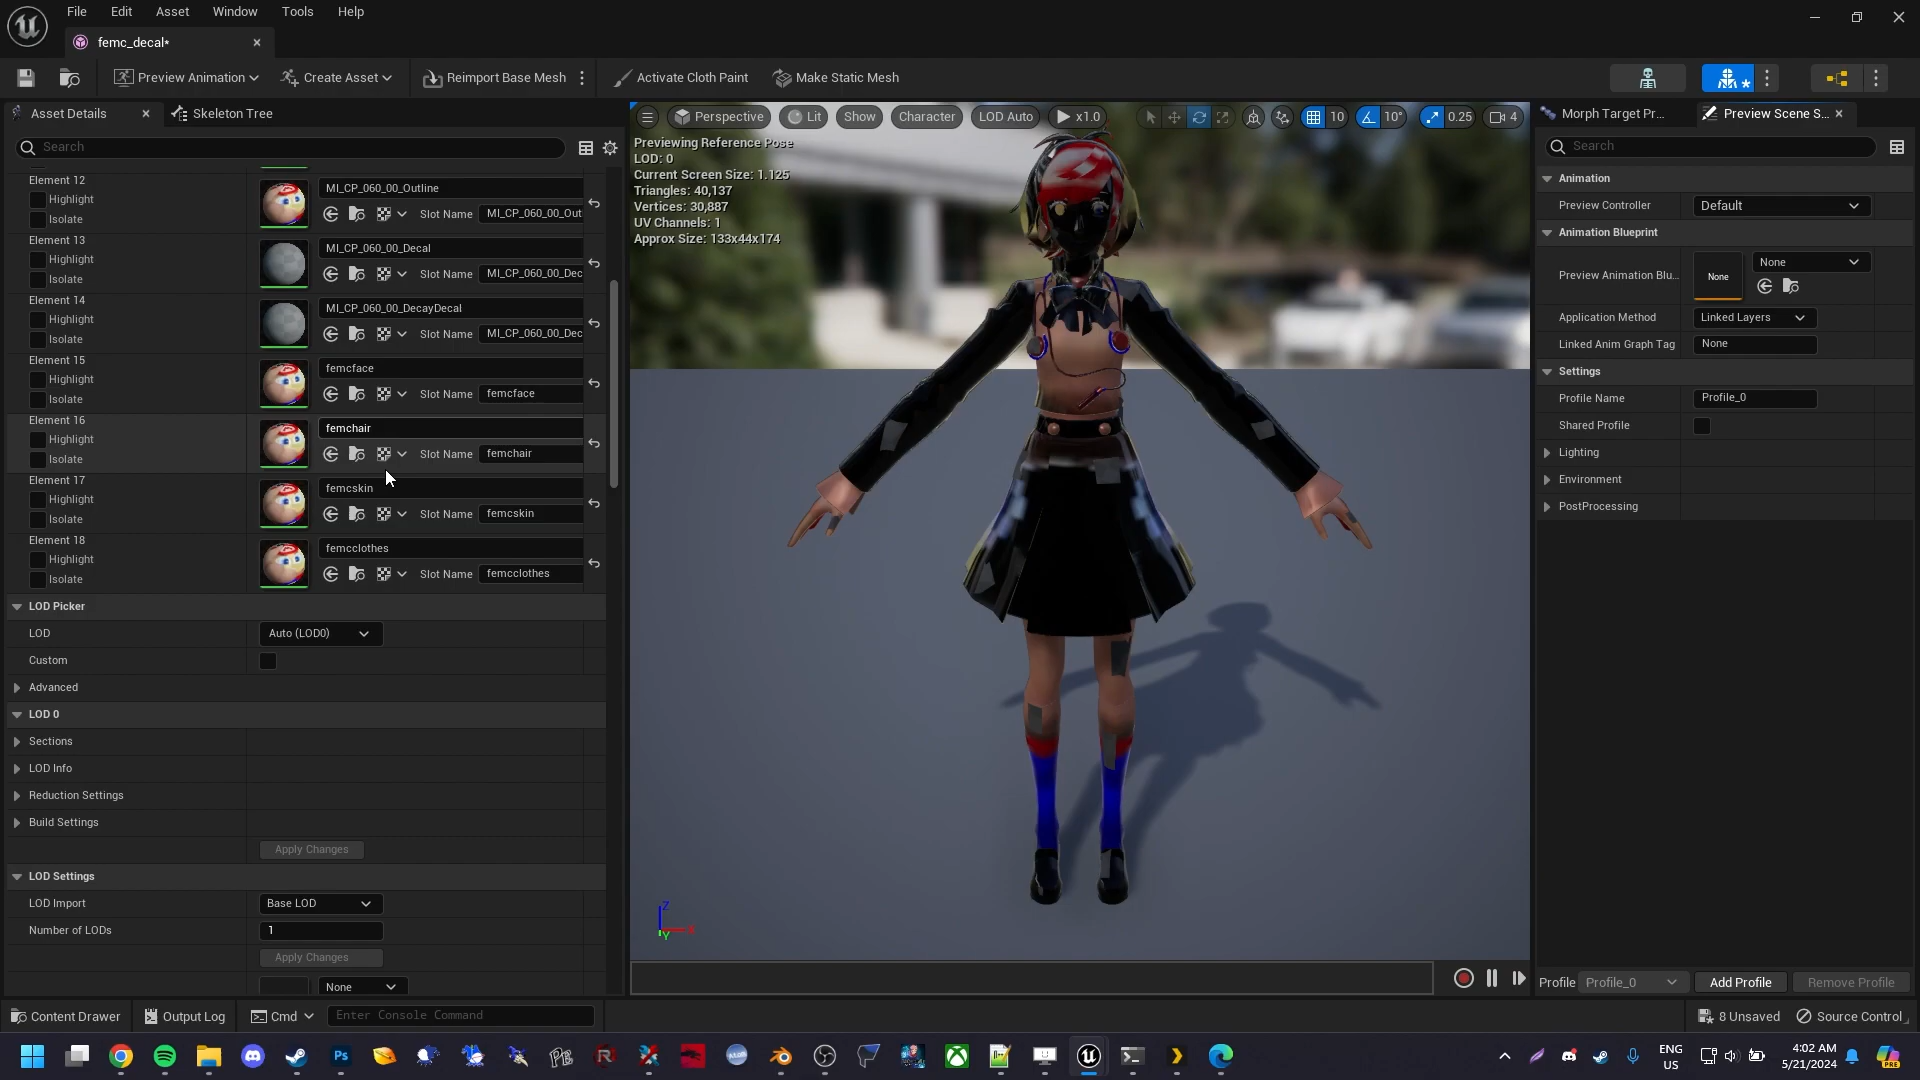 File Edit Asset Window Tools Help
femc_decal*
Preview Animation Create Asset Reimport Base Mesh Activate Cloth Paint Make Static Mesh
Asset Details Skeleton Tree
Search
Element 12
Highlight
Isolate
MI_CP_060_00_Outline
Slot Name MI_CP_060_00_Out
Element 13
Highlight
Isolate
MI_CP_060_00_Decal
Slot Name MI_CP_060_00_Dec
Element 14
Highlight
Isolate
MI_CP_060_00_DecayDecal
Slot Name MI_CP_060_00_Dec
Element 15
Highlight
Isolate
femcface
Slot Name femcface
Element 16
Highlight
Isolate
femchair
Slot Name femchair
Element 17
Highlight
Isolate
femcskin
Slot Name femcskin
Element 18
Highlight
Isolate
femcclothes
Slot Name femcclothes
LOD Picker
LOD Auto (LOD0)
Custom
Advanced
LOD 0
Sections
LOD Info
Reduction Settings
Build Settings
Apply Changes
LOD Settings
LOD Import Base LOD
Number of LODs 1
Apply Changes
None
Perspective Lit Show Character LOD Auto x1.0 10 10° 0.25 4
Previewing Reference Pose
LOD: 0
Current Screen Size: 1.125
Triangles: 40,137
Vertices: 30,887
UV Channels: 1
Approx Size: 133x44x174
Z
X
Y
Morph Target Pr... Preview Scene S...
Search
Animation
Preview Controller Default
Animation Blueprint
Preview Animation Blu... None None
Application Method Linked Layers
Linked Anim Graph Tag None
Settings
Profile Name Profile_0
Shared Profile
Lighting
Environment
PostProcessing
Profile Profile_0 Add Profile Remove Profile
Content Drawer Output Log Cmd Enter Console Command 8 Unsaved Source Control
Ps PB R
ENG
US
4:02 AM
5/21/2024
PRE